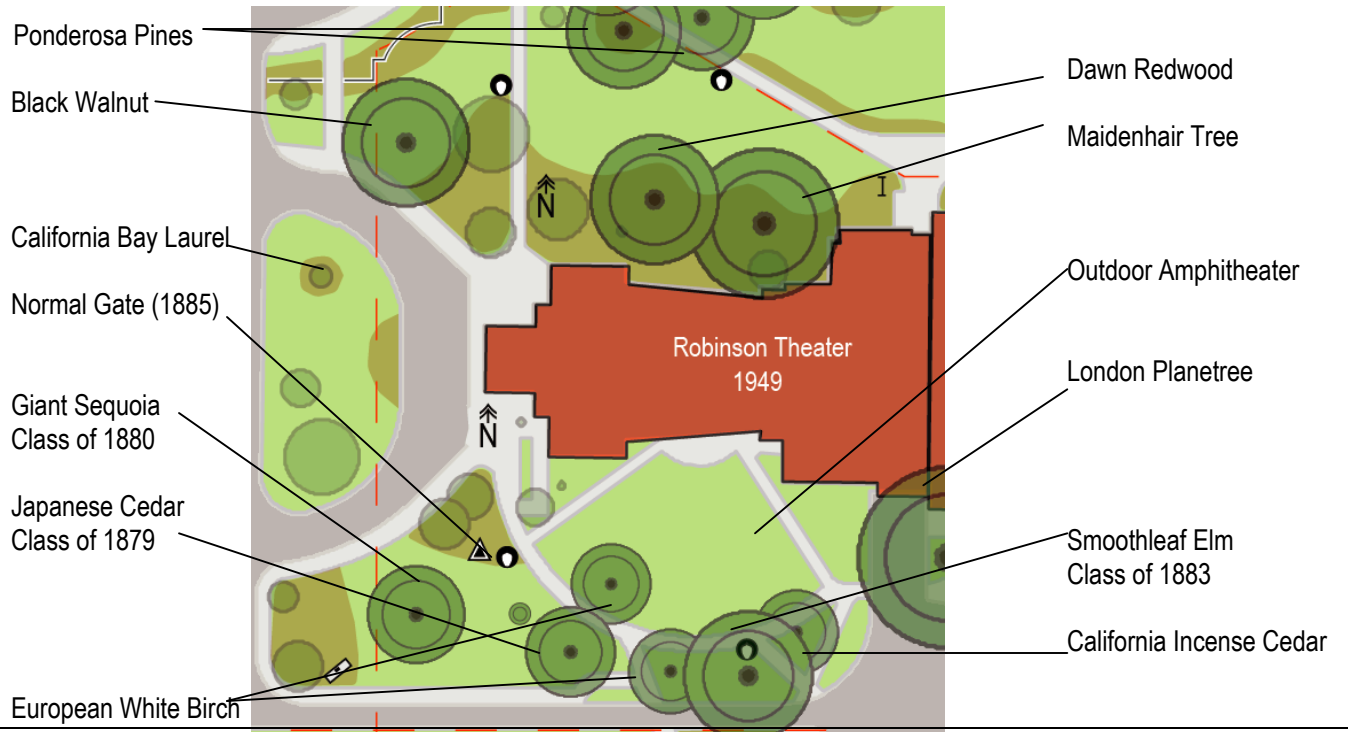 Ponderosa Pines
Black Walnut
California Bay Laurel
Normal Gate (1885)
Giant Sequoia
Class of 1880
Japanese Cedar
Class of 1879
European White Birch
N
N
I
Robinson Theater
1949
Dawn Redwood
Maidenhair Tree
Outdoor Amphitheater
London Planetree
Smoothleaf Elm
Class of 1883
California Incense Cedar